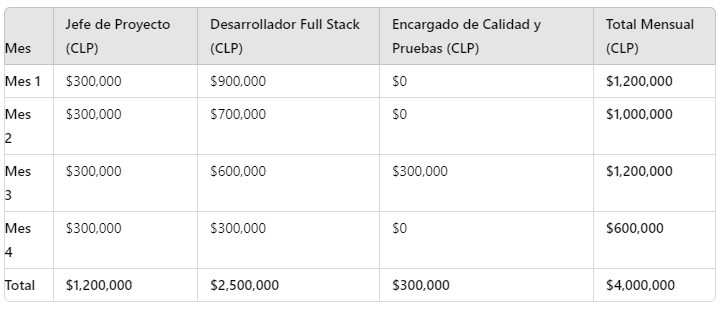 Mes | Jefe de Proyecto (CLP) | Desarrollador Full Stack (CLP) | Encargado de Calidad y Pruebas (CLP) | Total Mensual (CLP)
Mes 1 | $300,000 | $900,000 | $0 | $1,200,000
Mes 2 | $300,000 | $700,000 | $0 | $1,000,000
Mes 3 | $300,000 | $600,000 | $300,000 | $1,200,000
Mes 4 | $300,000 | $300,000 | $0 | $600,000
Total | $1,200,000 | $2,500,000 | $300,000 | $4,000,000